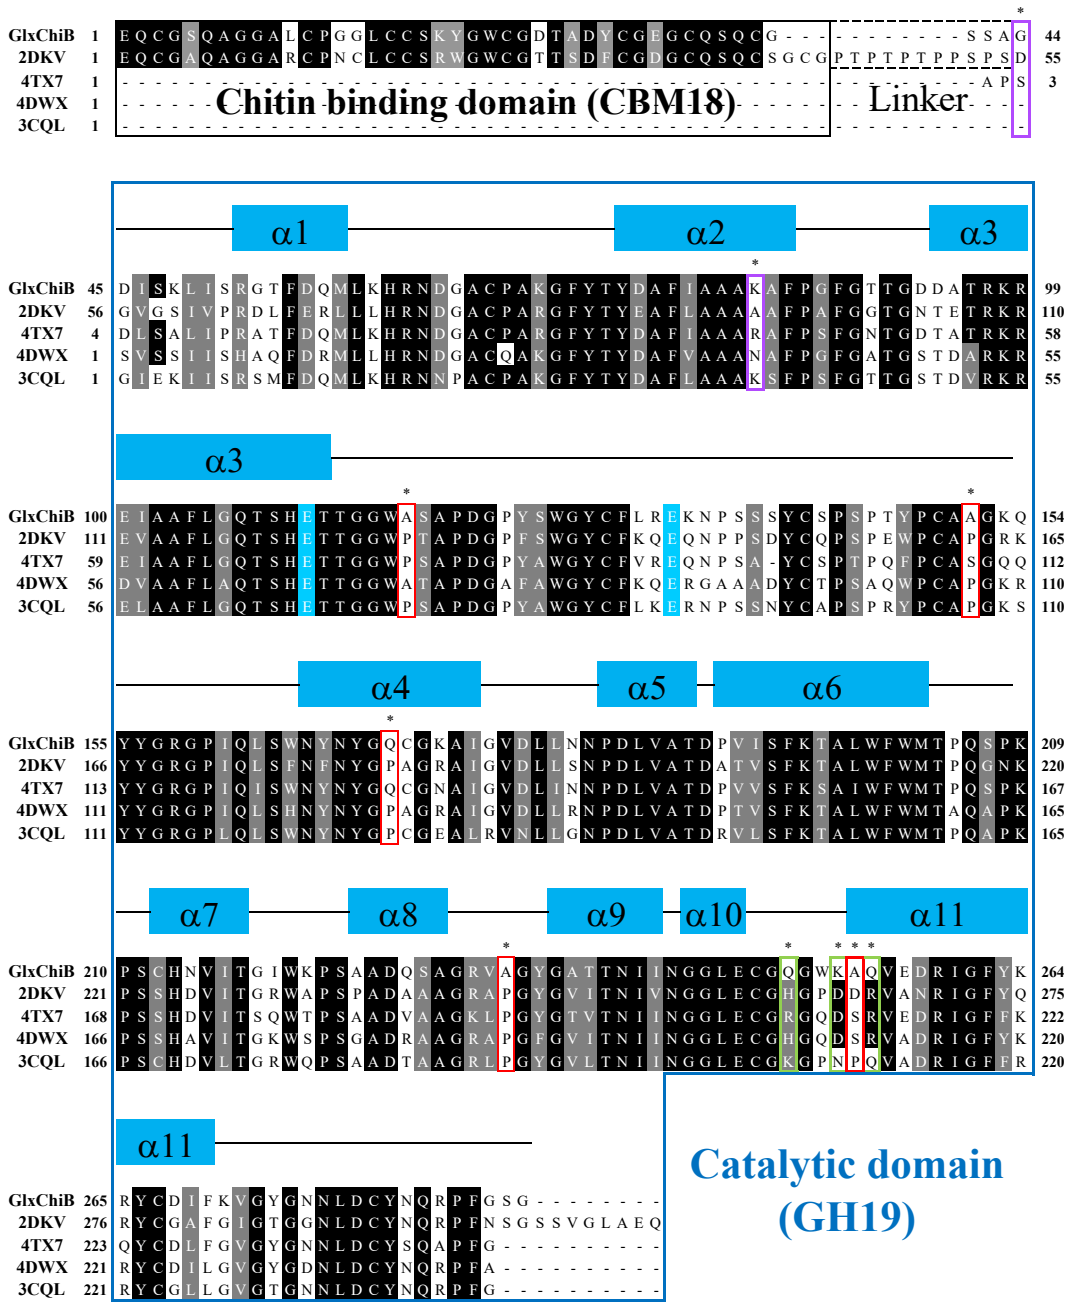 *
GlxChiB 1 EQCGSQAGGALCPGGLCCSKYGWCGDTADYCGEGCQSQCG-----------SSAG 44
2DKV 1 EQCGAQAGGARCPNCLCCSRWGWCGTTSDFCGDGCQSQCSGCGPTPTPTPPSPSD 55
4TX7 1 ----------------------------------------------------APS 3
4DWX 1 -------------------------------------------------------
Chitin binding domain (CBM18) Linker
3CQL 1 -------------------------------------------------------
α1 α2 α3
*
GlxChiB 45 DISKLISRGTFDQMLKHRNDGACPAKGFYTYDAFIAAAKAFPGFGTTGDDATRKR 99
2DKV 56 GVGSIVPRDLFERLLLHRNDGACPARGFYTYEAFLAAAAAFPAFGGTGNTETRKR 110
4TX7 4 DLSALIPRATFDQMLKHRNDGACPARGFYTYDAFIAAARAFPSFGNTGDTATRKR 58
4DWX 1 SVSSIISHAQFDRMLLHRNDGACQAKGFYTYDAFVAAANAFPGFGATGSTDARKR 55
3CQL 1 GIEKIISRSMFDQMLKHRNNPACPAKGFYTYDAFLAAAKSFPSFGTTGSTDVRKR 55
α3
* *
GlxChiB 100 EIAAFLGQTSHETTGGWASAPDGPYSWGYCFLREKNPSSSYCSPSPTYPCAAGKQ 154
2DKV 111 EVAAFLGQTSHETTGGWPTAPDGPFSWGYCFKQEQNPPSDYCQPSPEWPCAPGRK 165
4TX7 59 EIAAFLGQTSHETTGGWPSAPDGPYAWGYCFVREQNPSA-YCSPTPQFPCASGQQ 112
4DWX 56 DVAAFLAQTSHETTGGWATAPDGAFAWGYCFKQERGAAADYCTPSAQWPCAPGKR 110
3CQL 56 ELAAFLGQTSHETTGGWPSAPDGPYAWGYCFLKERNPSSNYCAPSPRYPCAPGKS 110
α4 α5 α6
*
GlxChiB 155 YYGRGPIQLSWNYNYGQCGKAIGVDLLNNPDLVATDPVISFKTALWFWMTPQSPK 209
2DKV 166 YYGRGPIQLSFNFNYGPAGRAIGVDLLSNPDLVATDATVSFKTALWFWMTPQGNK 220
4TX7 113 YYGRGPIQISWNYNYGQCGNAIGVDLINNPDLVATDPVVSFKSAIWFWMTPQSPK 167
4DWX 111 YYGRGPIQLSHNYNYGPAGRAIGVDLLRNPDLVATDPTVSFKTALWFWMTAQAPK 165
3CQL 111 YYGRGPLQLSWNYNYGPCGEALRVNLLGNPDLVATDRVLSFKTALWFWMTPQAPK 165
α7 α8 α9 α10 α11
* * * * *
GlxChiB 210 PSCHNVITGIWKPSAADQSAGRVAGYGATTNIINGGLECGQGWKAQVEDRIGFYK 264
2DKV 221 PSSHDVITGRWAPSPADAAAGRAPGYGVITNIVNGGLECGHGPDDRVANRIGFYQ 275
4TX7 168 PSSHDVITSQWTPSAADVAAGKLPGYGTVTNIINGGLECGRGQDSRVEDRIGFFK 222
4DWX 166 PSSHAVITGKWSPSGADRAAGRAPGFGVITNIINGGLECGHGQDSRVADRIGFYK 220
3CQL 166 PSCHDVLTGRWQPSAADTAAGRLPGYGVLTNIINGGLECGKGPNPQVADRIGFFR 220
α11
GlxChiB 265 RYCDIFKVGYGNNLDCYNQRPFGSG--------
2DKV 276 RYCGAFGIGTGGNLDCYNQRPFNSGSSVGLAEQ
4TX7 223 QYCDLFGVGYGNNLDCYSQAPFG----------
4DWX 221 RYCDILGVGYGDNLDCYNQRPFA----------
3CQL 221 RYCGLLGVGTGNNLDCYNQRPFG----------
Catalytic domain
(GH19)